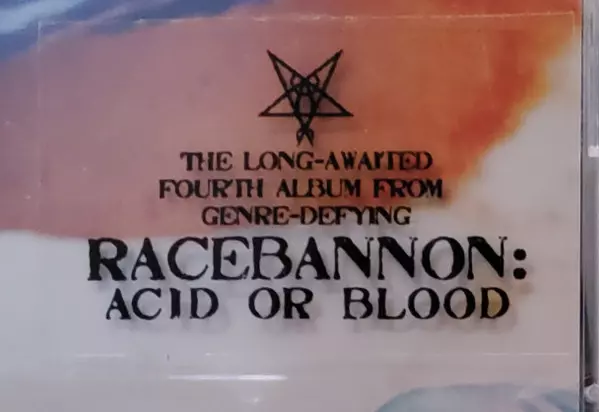 THE LONG-AWAITED
FOURTH ALBUM FROM
GENRE-DEFYING
RACEBANNON:
ACID OR BLOOD